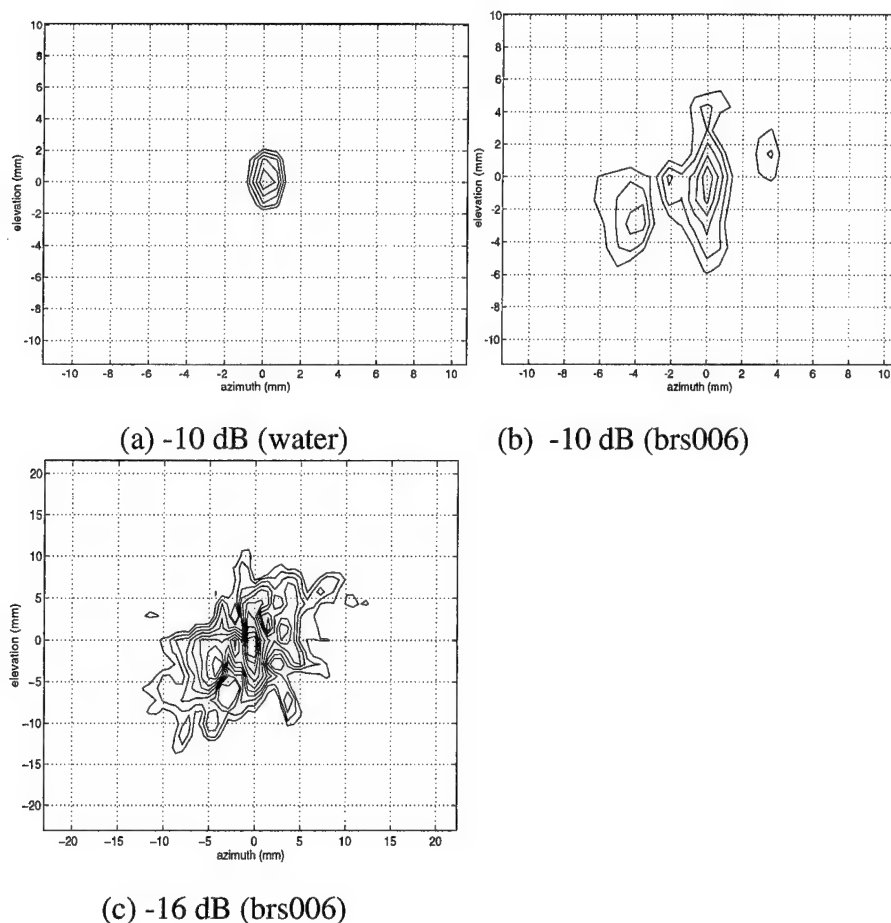 10
8
6
4
2
0
-2
-4
-6
-8
-10
elevation (mm)
-10 -8 -6 -4 -2 0 2 4 6 8 10
azimuth (mm)
(a) -10 dB (water)
10
8
6
4
2
0
-2
-4
-6
-8
-10
elevation (mm)
-10 -8 -6 -4 -2 0 2 4 6 8 10
azimuth (mm)
(b) -10 dB (brs006)
20
15
10
5
0
-5
-10
-15
-20
elevation (mm)
-20 -15 -10 -5 0 5 10 15 20
azimuth (mm)
(c) -16 dB (brs006)